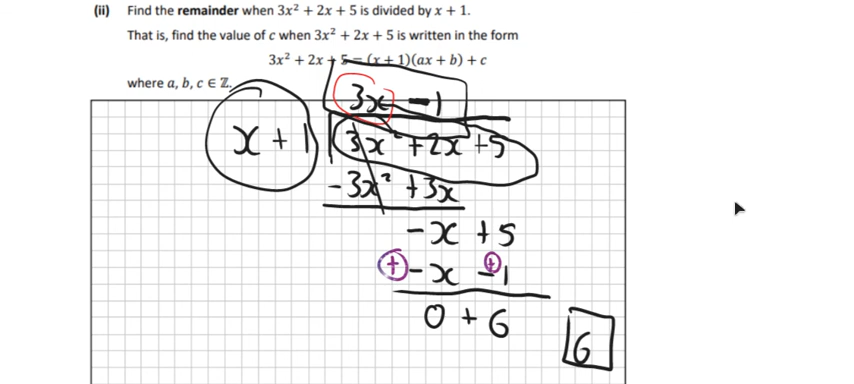 (ii) Find the remainder when 3x² + 2x + 5 is divided by x + 1.
That is, find the value of c when 3x² + 2x + 5 is written in the form
3x² + 2x + 5 = (x + 1)(ax + b) + c
where a, b, c ∈ ℤ.
3x - 1
x + 1 3x² + 2x + 5
- 3x² + 3x
- x + 5
+ - x - + 1
0 + 6
6